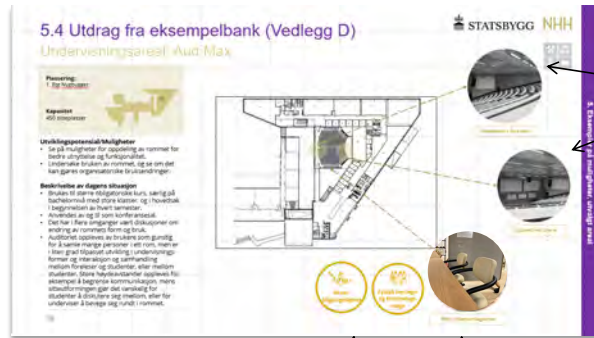 5.4 Utdrag fra eksempelbank (Vedlegg D)
STATSBYGG NHH
Undervisningsareal: Aud Max
Plassering:
Kapasitet
450 sitteplasser
Utviklingspotensial/Muligheter
• Se på muligheter for oppdeling av rommet for
bedre utnyttelse og funksjonalitet.
• Undersøke bruken av rommet, og se om det
kan gjøres organisatoriske bruksendringer.
Beskrivelse av dagens situasjon
• Brukes til større obligatoriske kurs, særlig på
bachelornivå med store klasser, og i hovedsak
i begynnelsen av hvert semester.
• Anvendes av og til som konferansesal.
• Det har i flere omganger vært diskusjoner om
endring av rommets form og bruk.
• Auditoriet oppleves av brukere som gunstig
for å samle mange personer i ett rom, men er
i liten grad tilpasset utvikling i undervisnings-
former og interaksjon og samhandling
mellom foreleser og studenter, eller mellom
studenter. Store høydeavstander oppleves for
eksempel å begrense kommunikasjon, mens
sitteutformingen gjør det vanskelig for
studenter å diskutere seg imellom, eller for
underviser å bevege seg rundt i rommet.